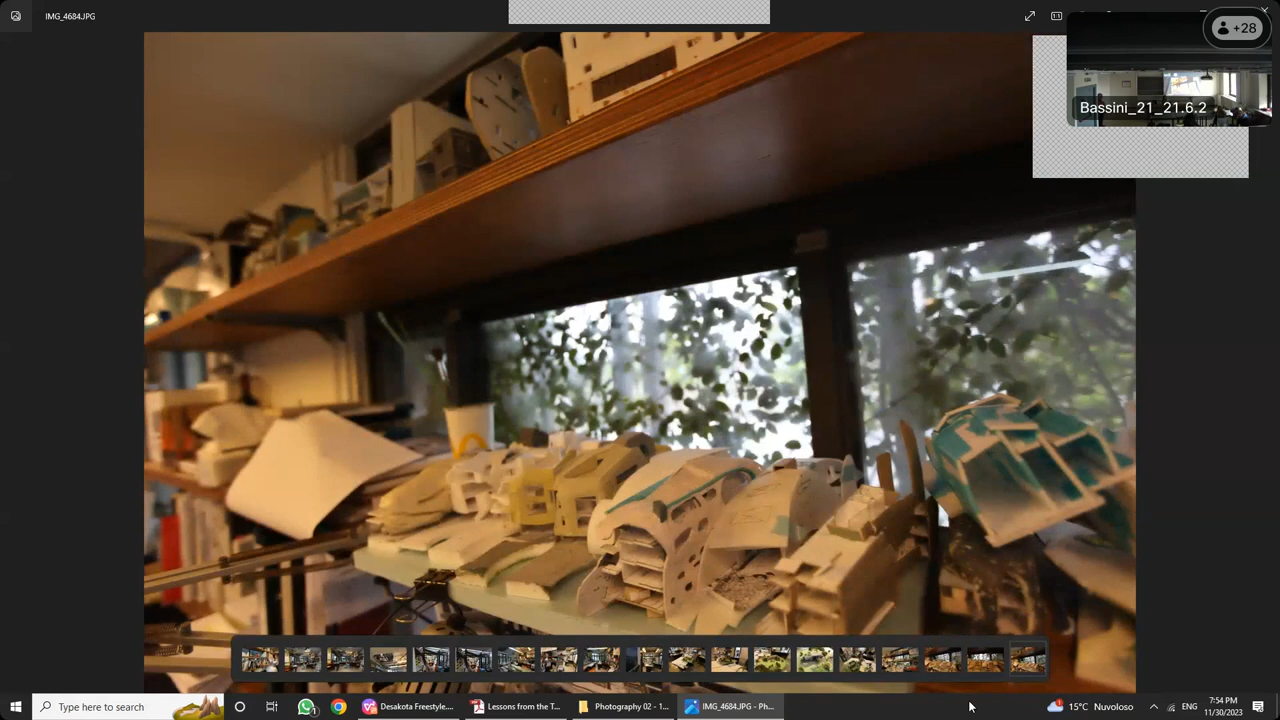 IMG_4684.JPG
+28
Bassini_21_21.6.2
Type here to search
1
Desakota Freestyle....
Lessons from the T...
Photography 02 - 1...
IMG_4684.JPG - Ph...
15°C Nuvoloso
ENG
7:54 PM
11/30/2023